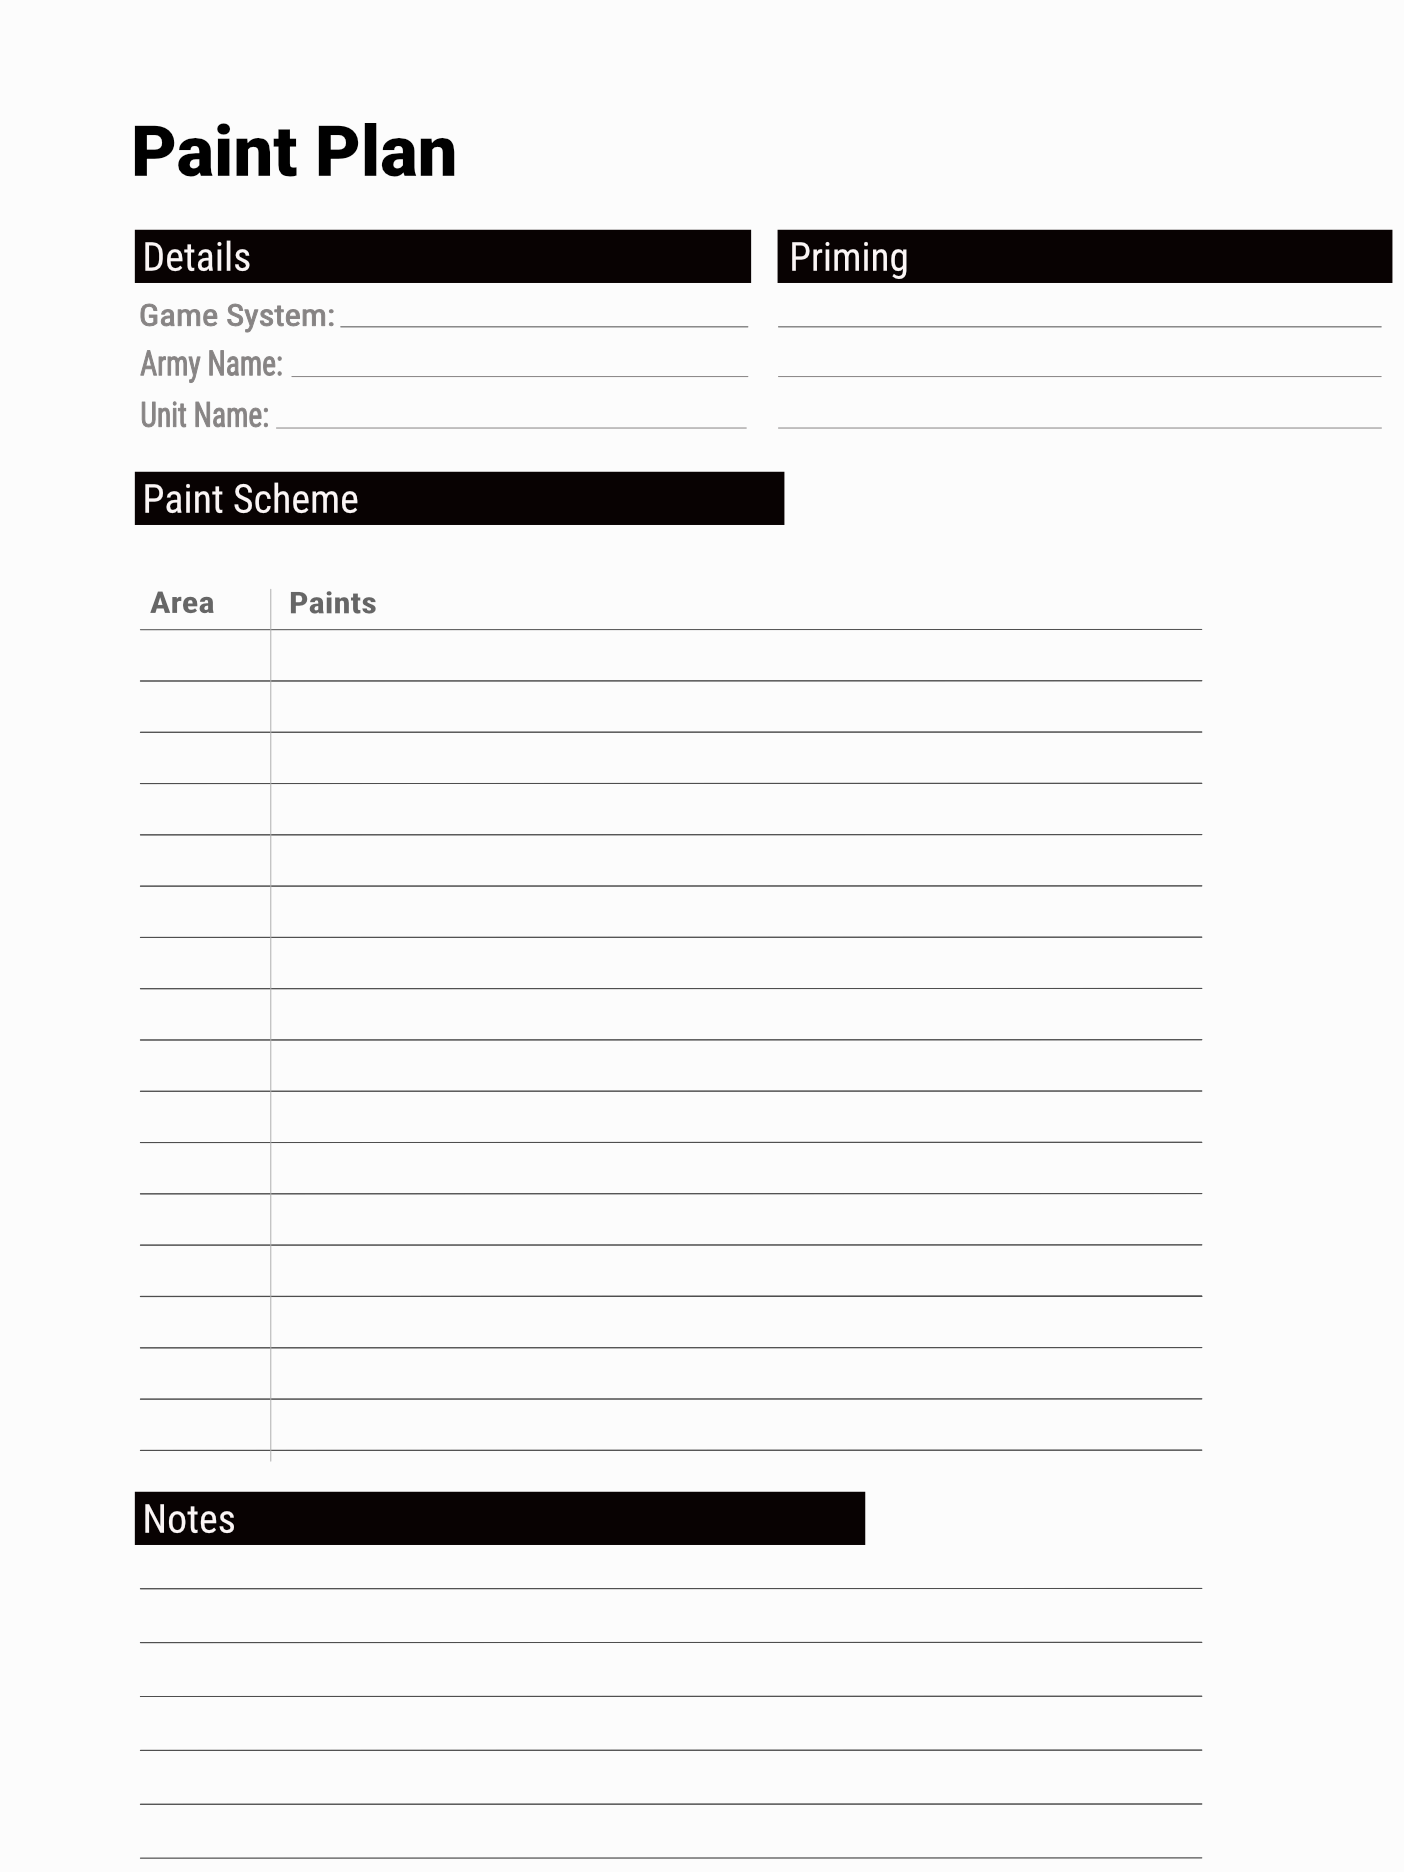 Paint Plan
Details
Game System:
Army Name:
Unit Name:
Priming
Paint Scheme
Area Paints
Notes